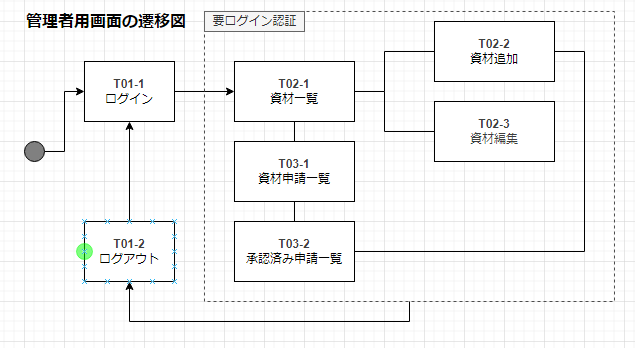 管理者用画面の遷移図
要ログイン認証
T01-1
ログイン
T02-1
資材一覧
T02-2
資材追加
T02-3
資材編集
T03-1
資材申請一覧
T01-2
ログアウト
T03-2
承認済み申請一覧